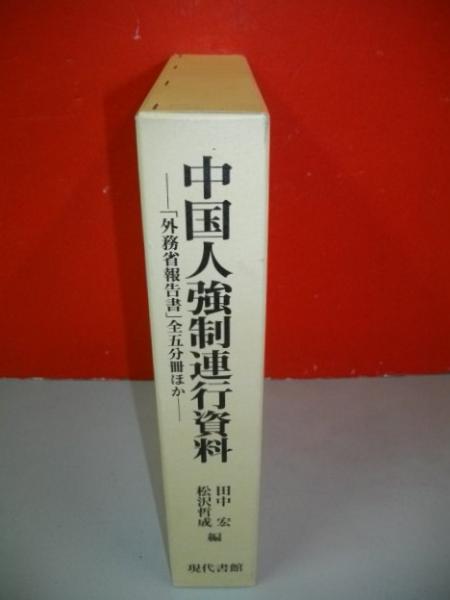 中国人強制連行資料
――「外務省報告書」全五分冊ほか――
田中 宏
松沢哲成 編
現代書館